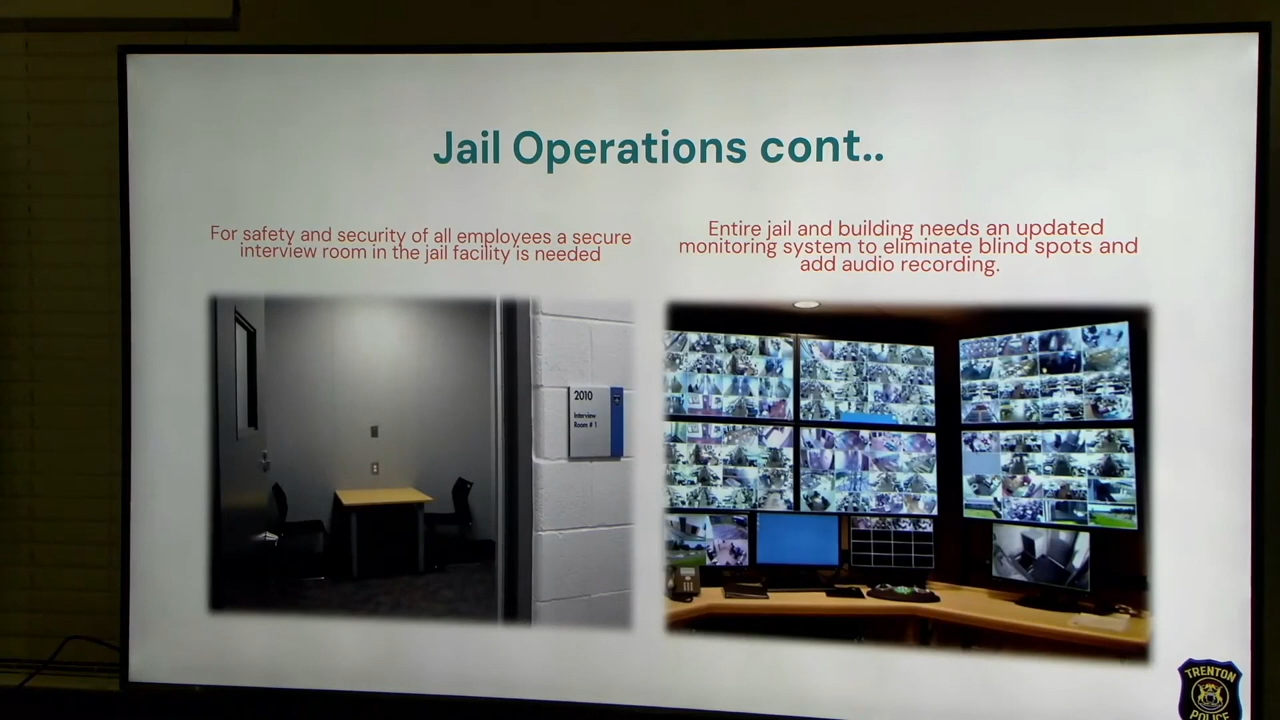 Jail Operations cont..
For safety and security of all employees a secure
interview room in the jail facility is needed
Entire jail and building needs an updated
monitoring system to eliminate blind spots and
add audio recording.
2010
Interview
Room # 1
TRENTON
POLICE